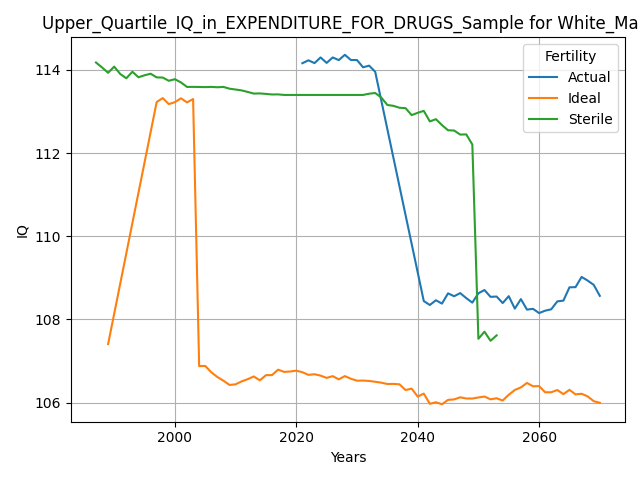 Upper_Quartile_IQ_in_EXPENDITURE_FOR_DRUGS_Sample for White_Ma
Fertility
Actual
Ideal
Sterile
114
112
110
108
106
IQ
2000
2020
2040
2060
Years